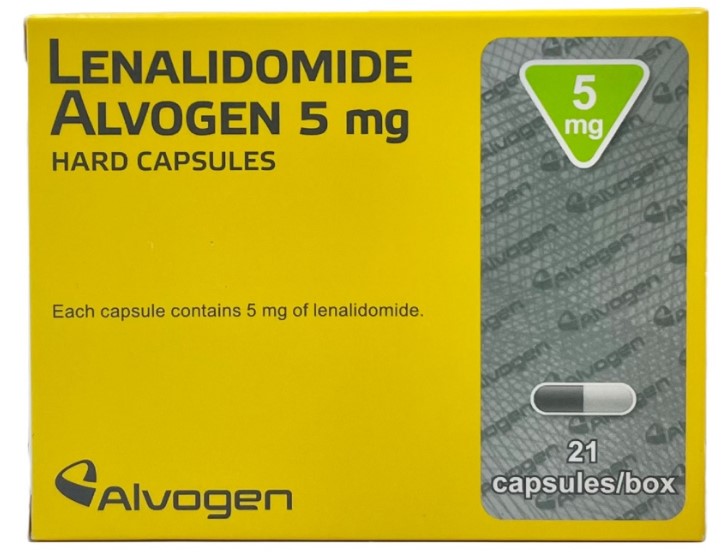 LENALIDOMIDE
ALVOGEN 5 mg
HARD CAPSULES
5
mg
Each capsule contains 5 mg of lenalidomide.
21
capsules/box
Alvogen